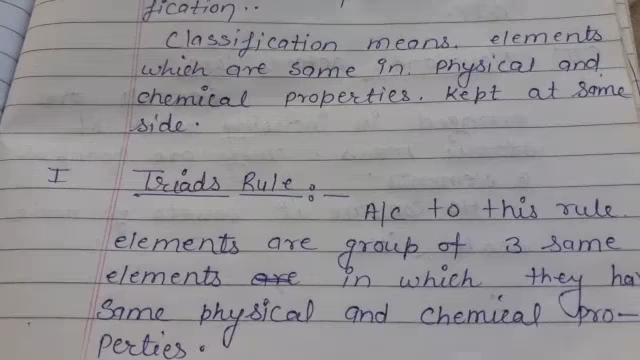 fication..
Classification means. elements
which are same in physical and
chemical properties. Kept at same
side.
I Triads Rule:-
A/c to this rule
elements are group of 3 same
elements are in which they ha
same physical and chemical pro-
perties.